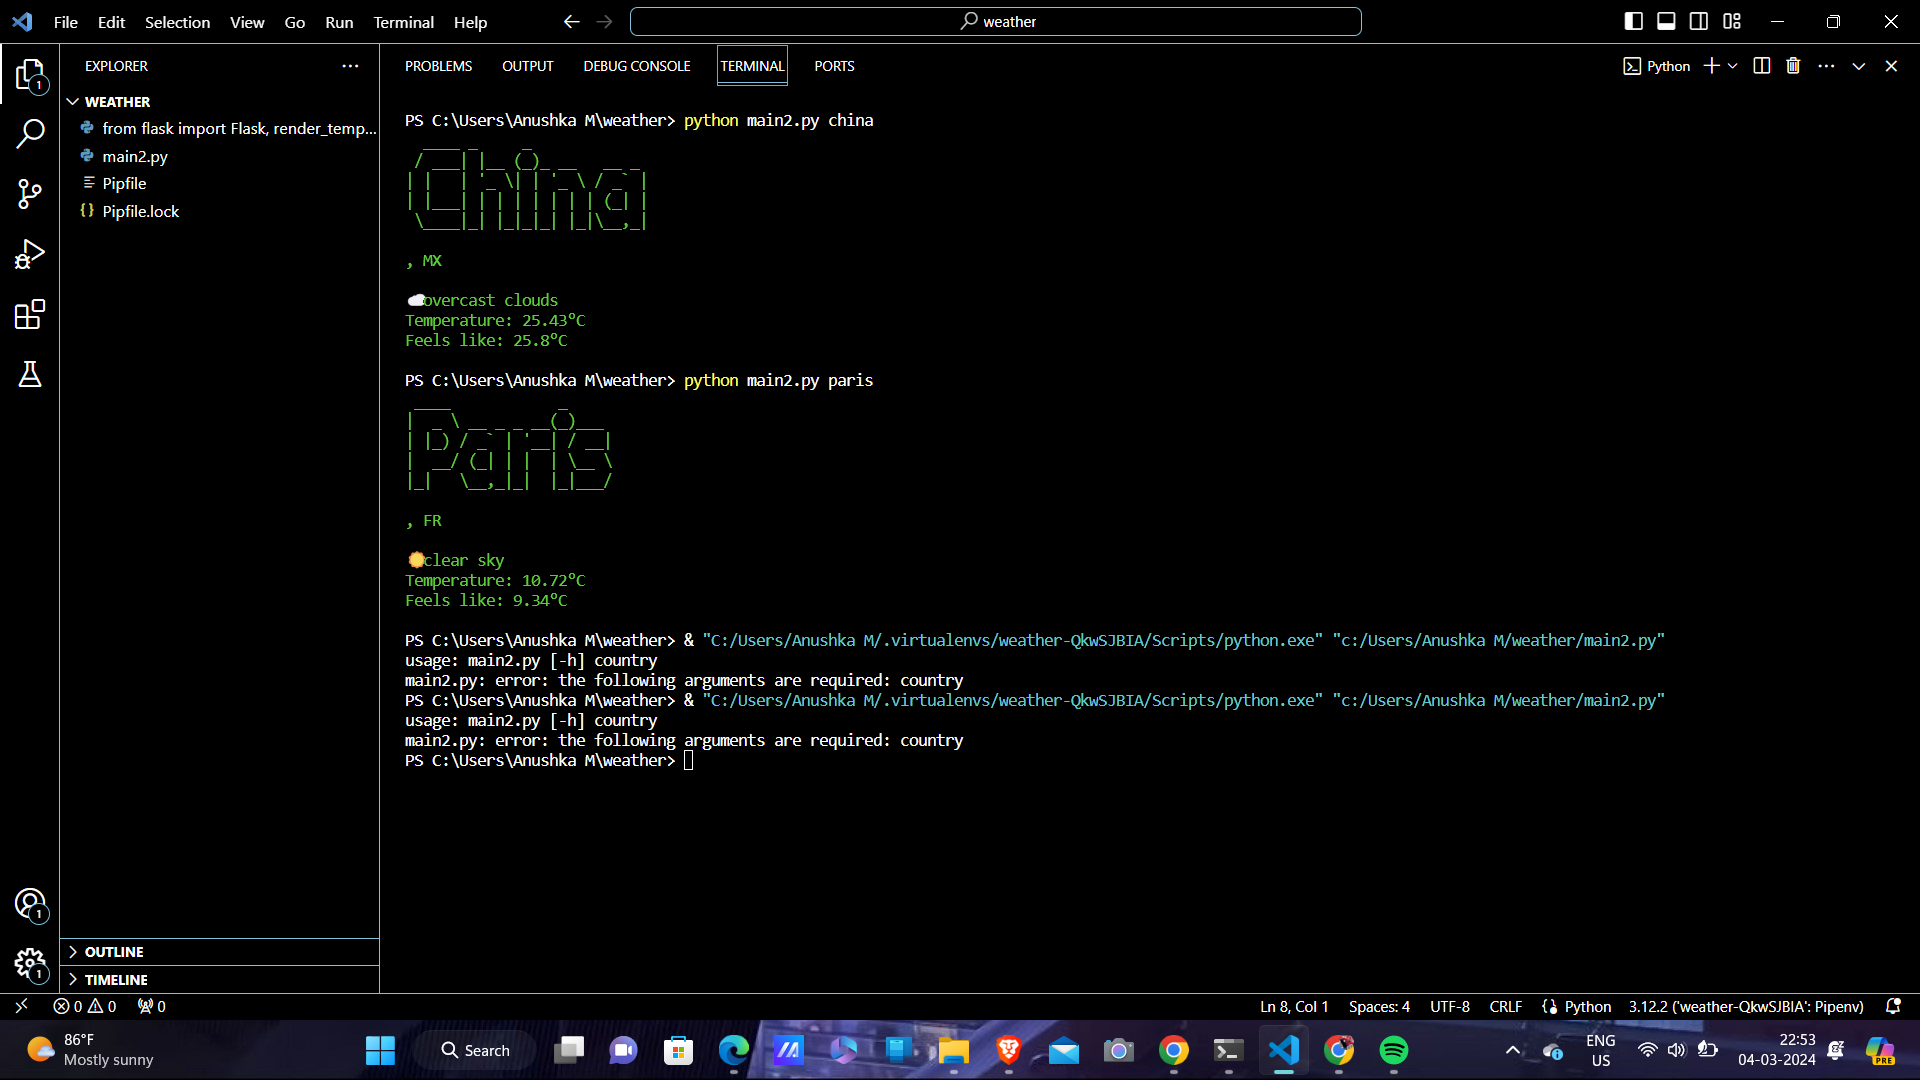 File Edit Selection View Go Run Terminal Help
weather
EXPLORER
PROBLEMS OUTPUT DEBUG CONSOLE TERMINAL PORTS
Python
1
WEATHER
from flask import Flask, render_temp...
main2.py
Pipfile
{} Pipfile.lock
PS C:\Users\Anushka M\weather> python main2.py china
China
, MX
overcast clouds
Temperature: 25.43°C
Feels like: 25.8°C
PS C:\Users\Anushka M\weather> python main2.py paris
Paris
, FR
clear sky
Temperature: 10.72°C
Feels like: 9.34°C
PS C:\Users\Anushka M\weather> & "C:/Users/Anushka M/.virtualenvs/weather-QkwSJBIA/Scripts/python.exe" "c:/Users/Anushka M/weather/main2.py"
usage: main2.py [-h] country
main2.py: error: the following arguments are required: country
PS C:\Users\Anushka M\weather> & "C:/Users/Anushka M/.virtualenvs/weather-QkwSJBIA/Scripts/python.exe" "c:/Users/Anushka M/weather/main2.py"
usage: main2.py [-h] country
main2.py: error: the following arguments are required: country
PS C:\Users\Anushka M\weather>
1
1
OUTLINE
TIMELINE
0 0 0
Ln 8, Col 1 Spaces: 4 UTF-8 CRLF Python 3.12.2 ('weather-QkwSJBIA': Pipenv)
86°F
Mostly sunny
Search
ENG
US
22:53
04-03-2024
PRE